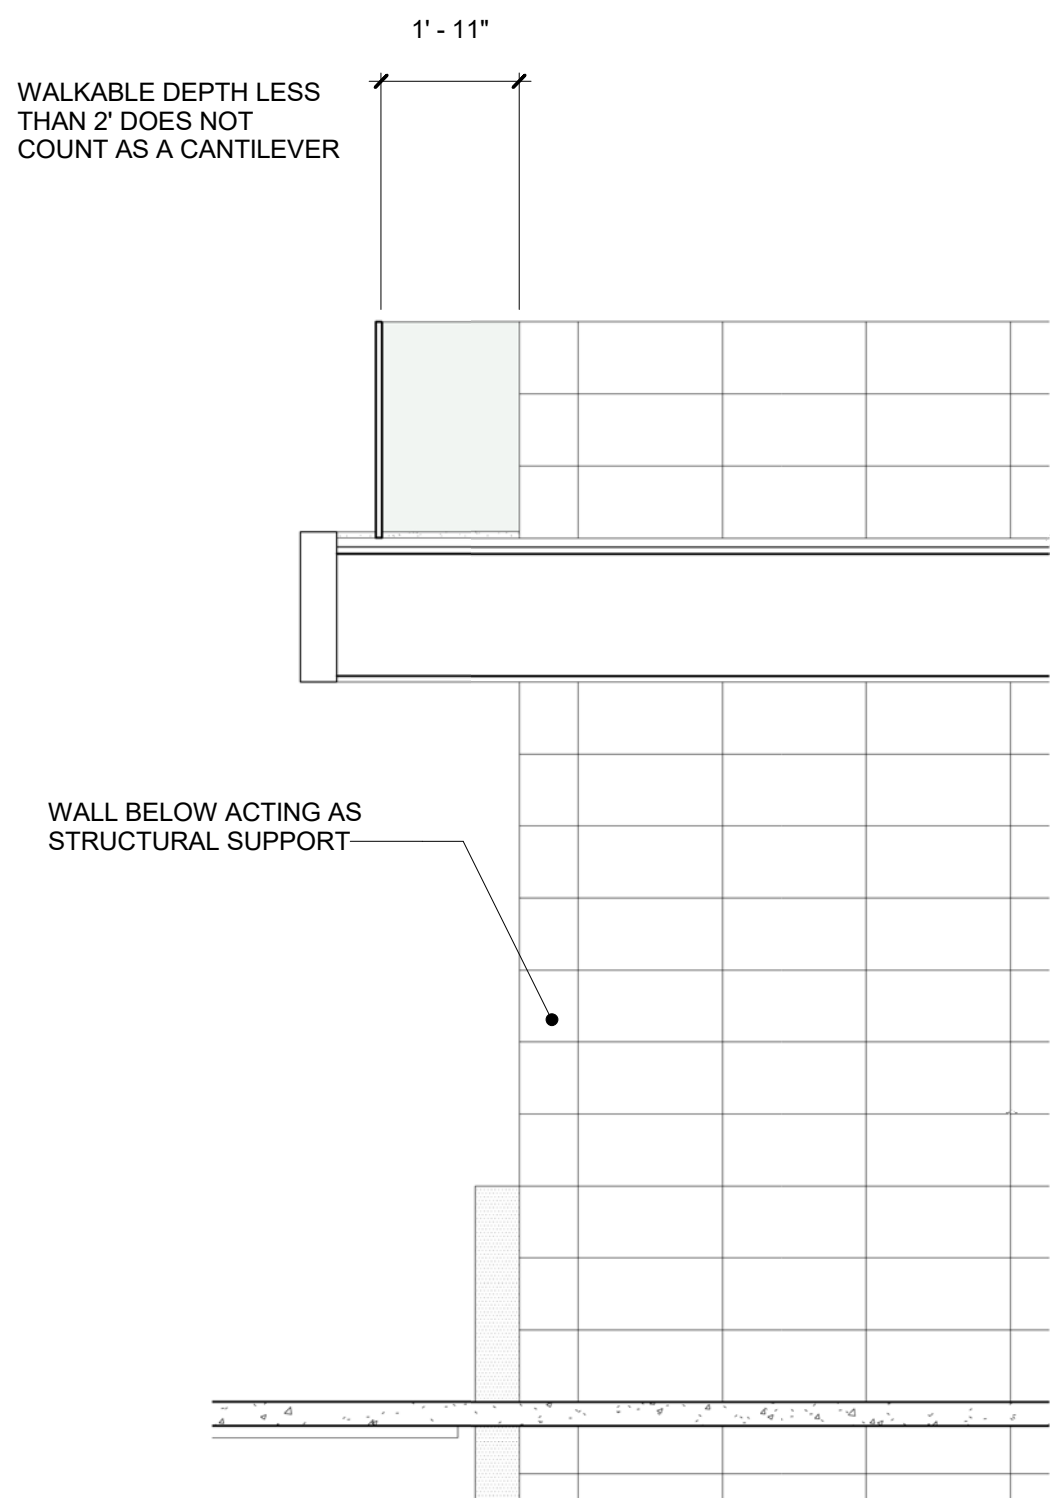 1' - 11"
WALKABLE DEPTH LESS
THAN 2' DOES NOT
COUNT AS A CANTILEVER
WALL BELOW ACTING AS
STRUCTURAL SUPPORT